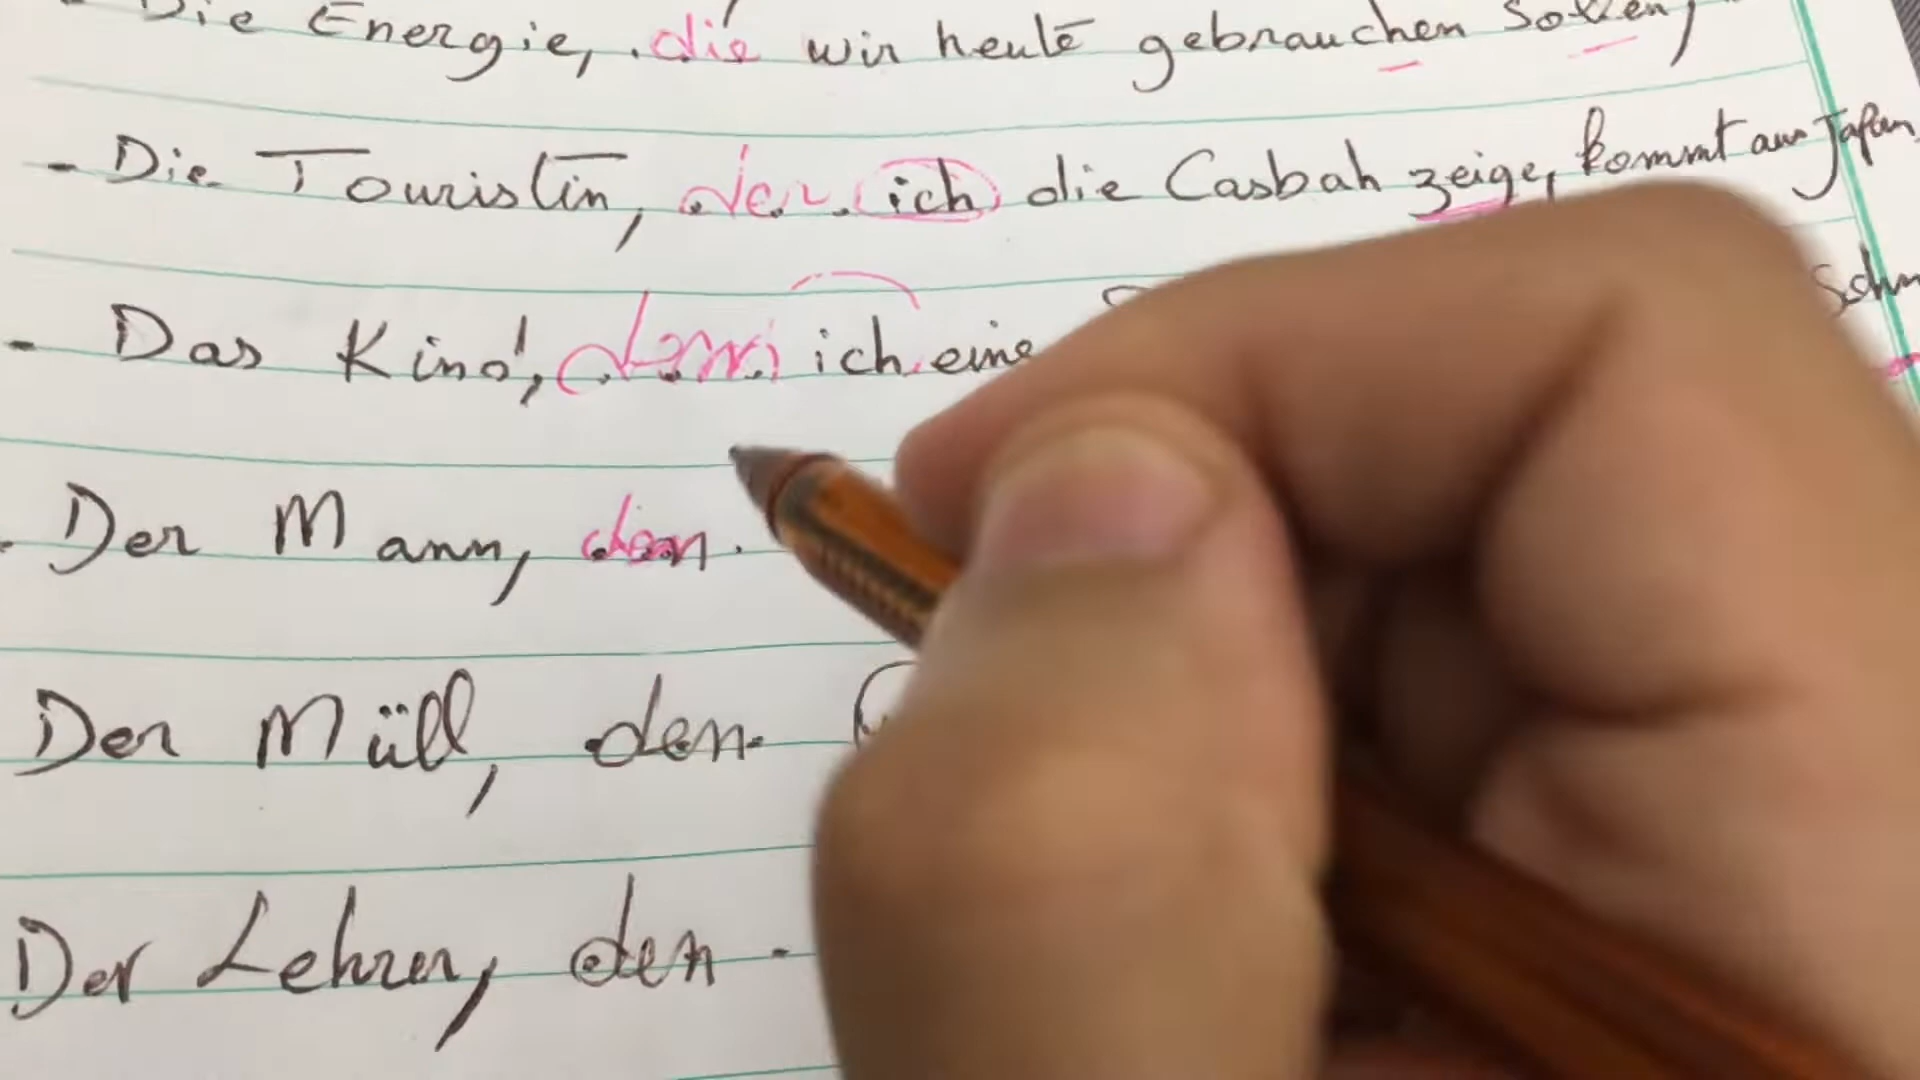 Die Energie, die wir heute gebrauchen sollen,
- Die Touristin, der ich die Casbah zeige, kommt aus Japan
- Das Kind, dem ich eine
- Der Mann, den
Der Müll, den
Der Lehrer, den -